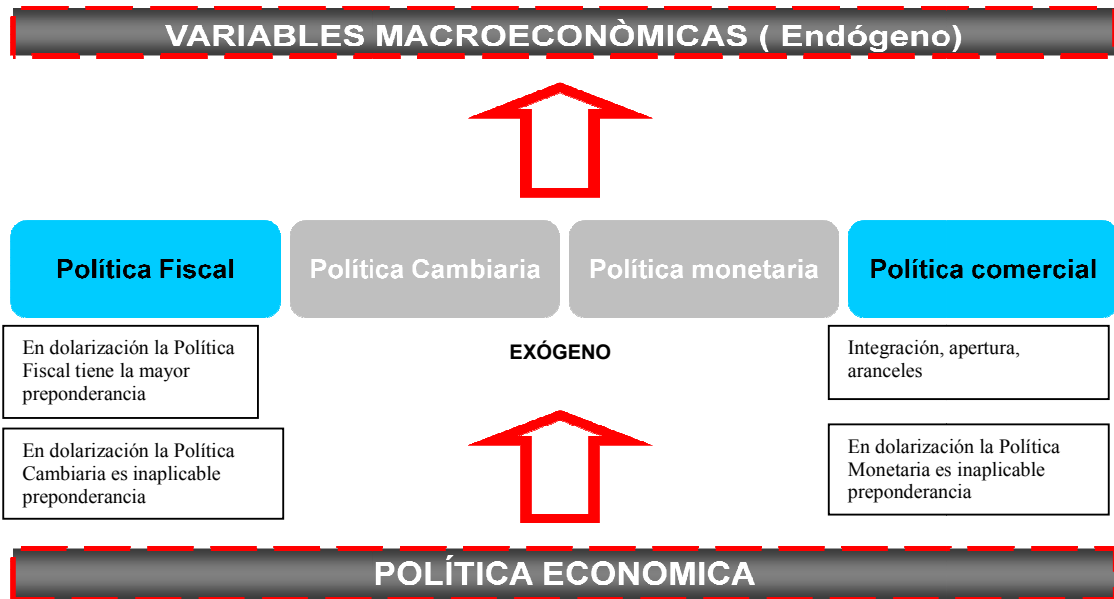 VARIABLES MACROECONÒMICAS ( Endógeno)
Política Fiscal
Política Cambiaria
Política monetaria
Política comercial
En dolarización la Política
Fiscal tiene la mayor
preponderancia
EXÓGENO
Integración, apertura,
aranceles
En dolarización la Política
Cambiaria es inaplicable
preponderancia
En dolarización la Política
Monetaria es inaplicable
preponderancia
POLÍTICA ECONOMICA